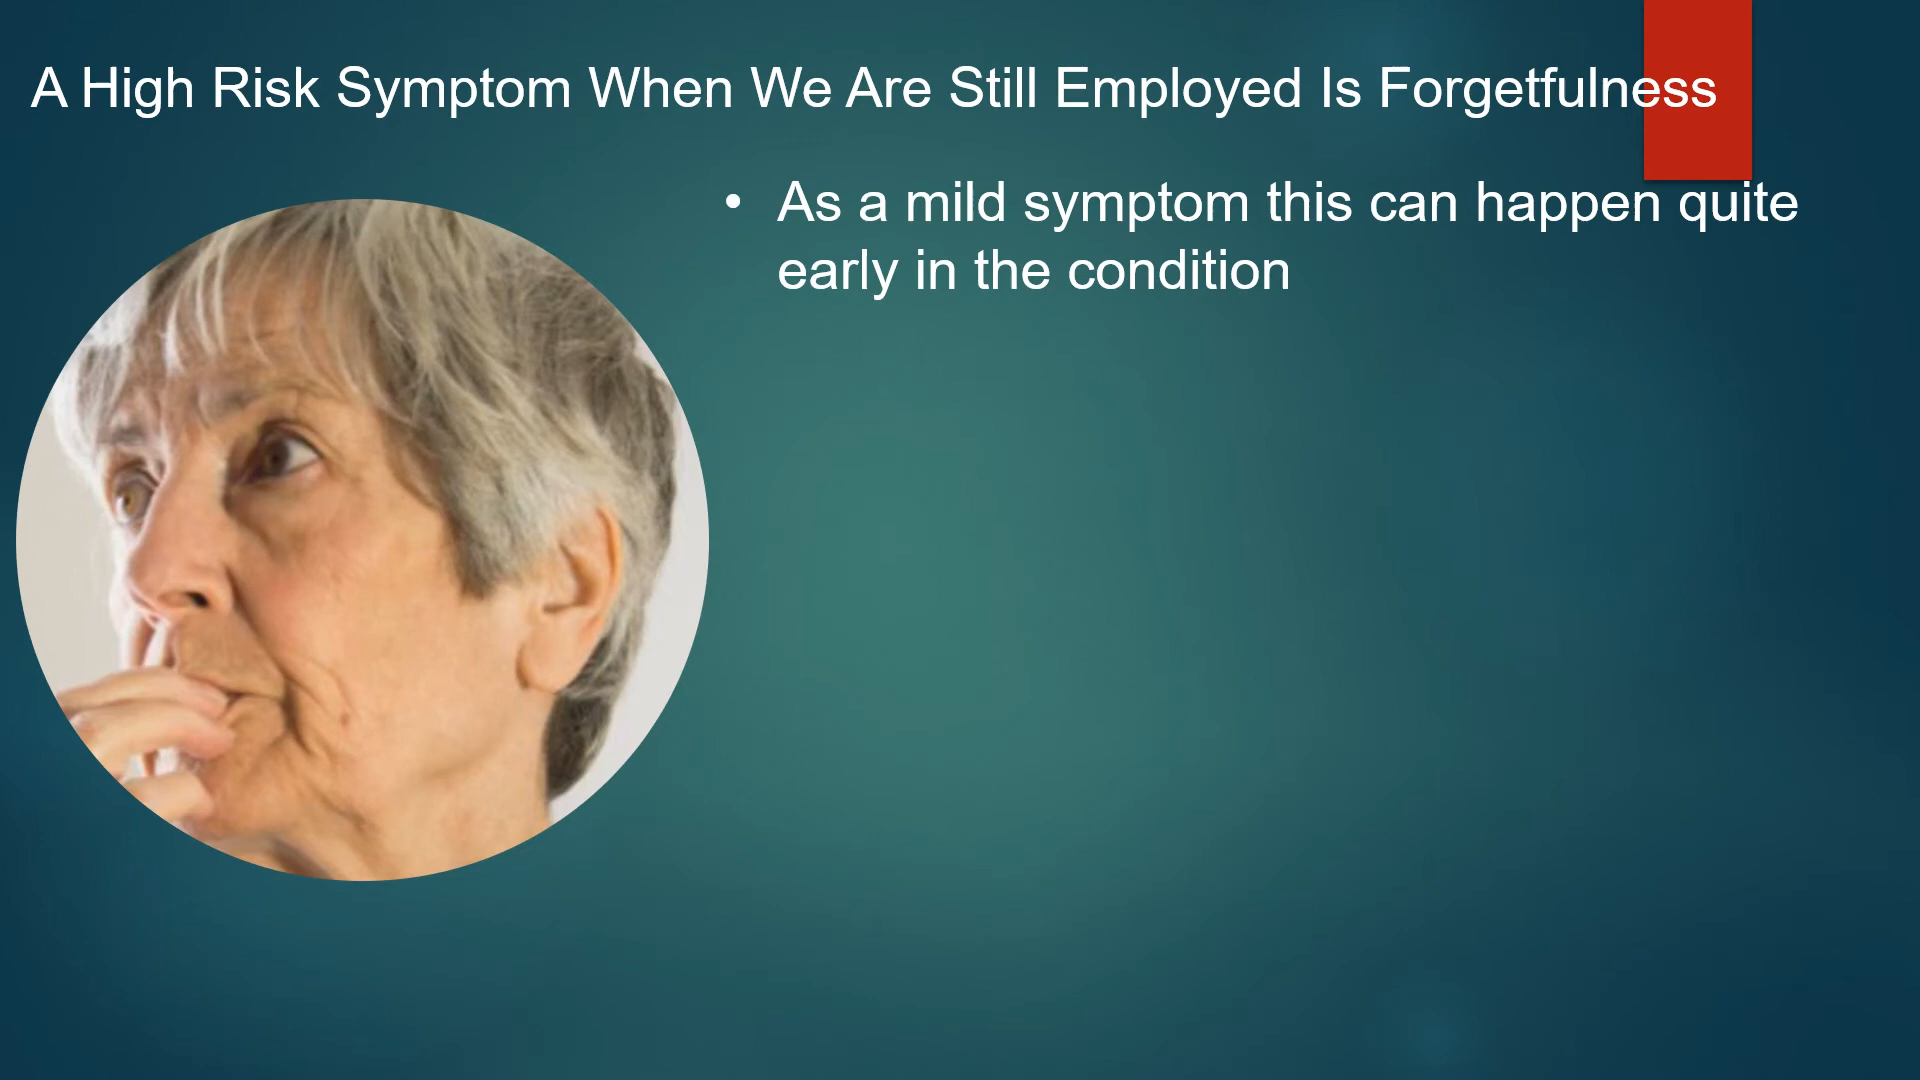 A High Risk Symptom When We Are Still Employed Is Forgetfulness
• As a mild symptom this can happen quite
early in the condition